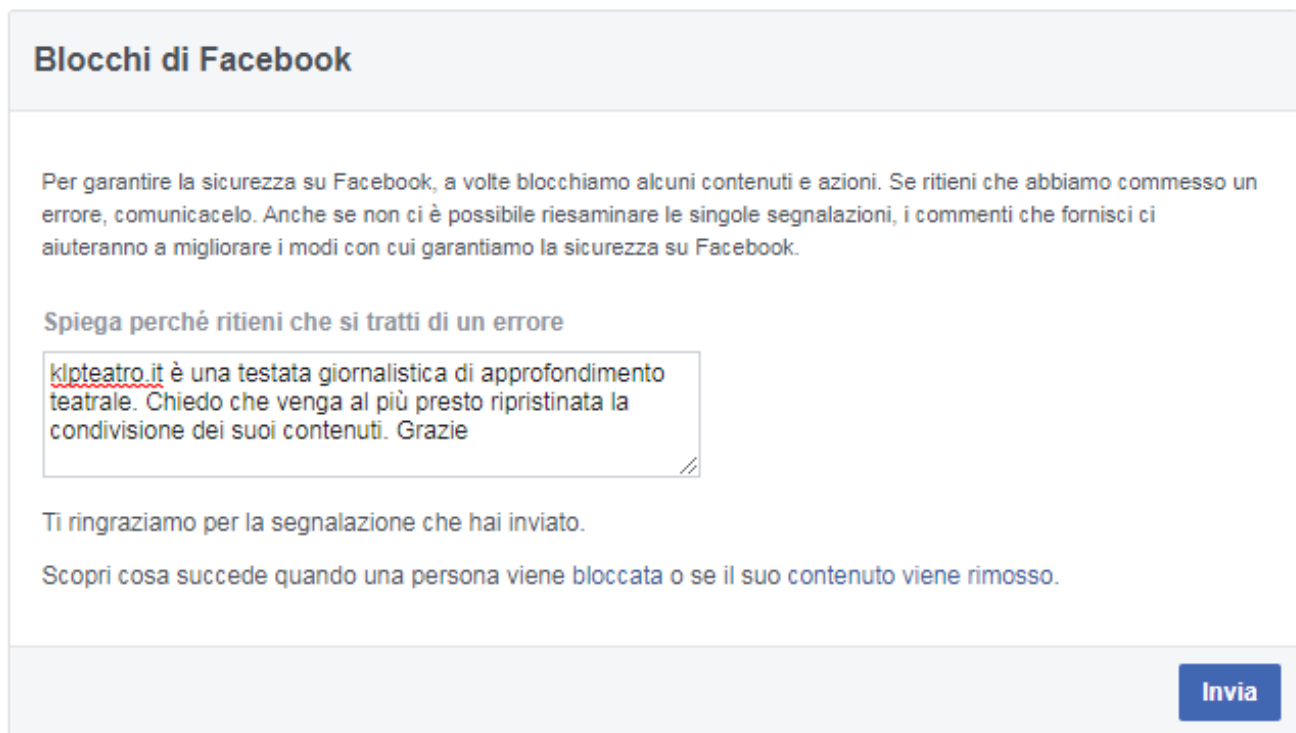 Blocchi di Facebook
Per garantire la sicurezza su Facebook, a volte blocchiamo alcuni contenuti e azioni. Se ritieni che abbiamo commesso un
errore, comunicacelo. Anche se non ci è possibile riesaminare le singole segnalazioni, i commenti che fornisci ci
aiuteranno a migliorare i modi con cui garantiamo la sicurezza su Facebook.
Spiega perché ritieni che si tratti di un errore
klpteatro.it è una testata giornalistica di approfondimento
teatrale. Chiedo che venga al più presto ripristinata la
condivisione dei suoi contenuti. Grazie
Ti ringraziamo per la segnalazione che hai inviato.
Scopri cosa succede quando una persona viene bloccata o se il suo contenuto viene rimosso.
Invia